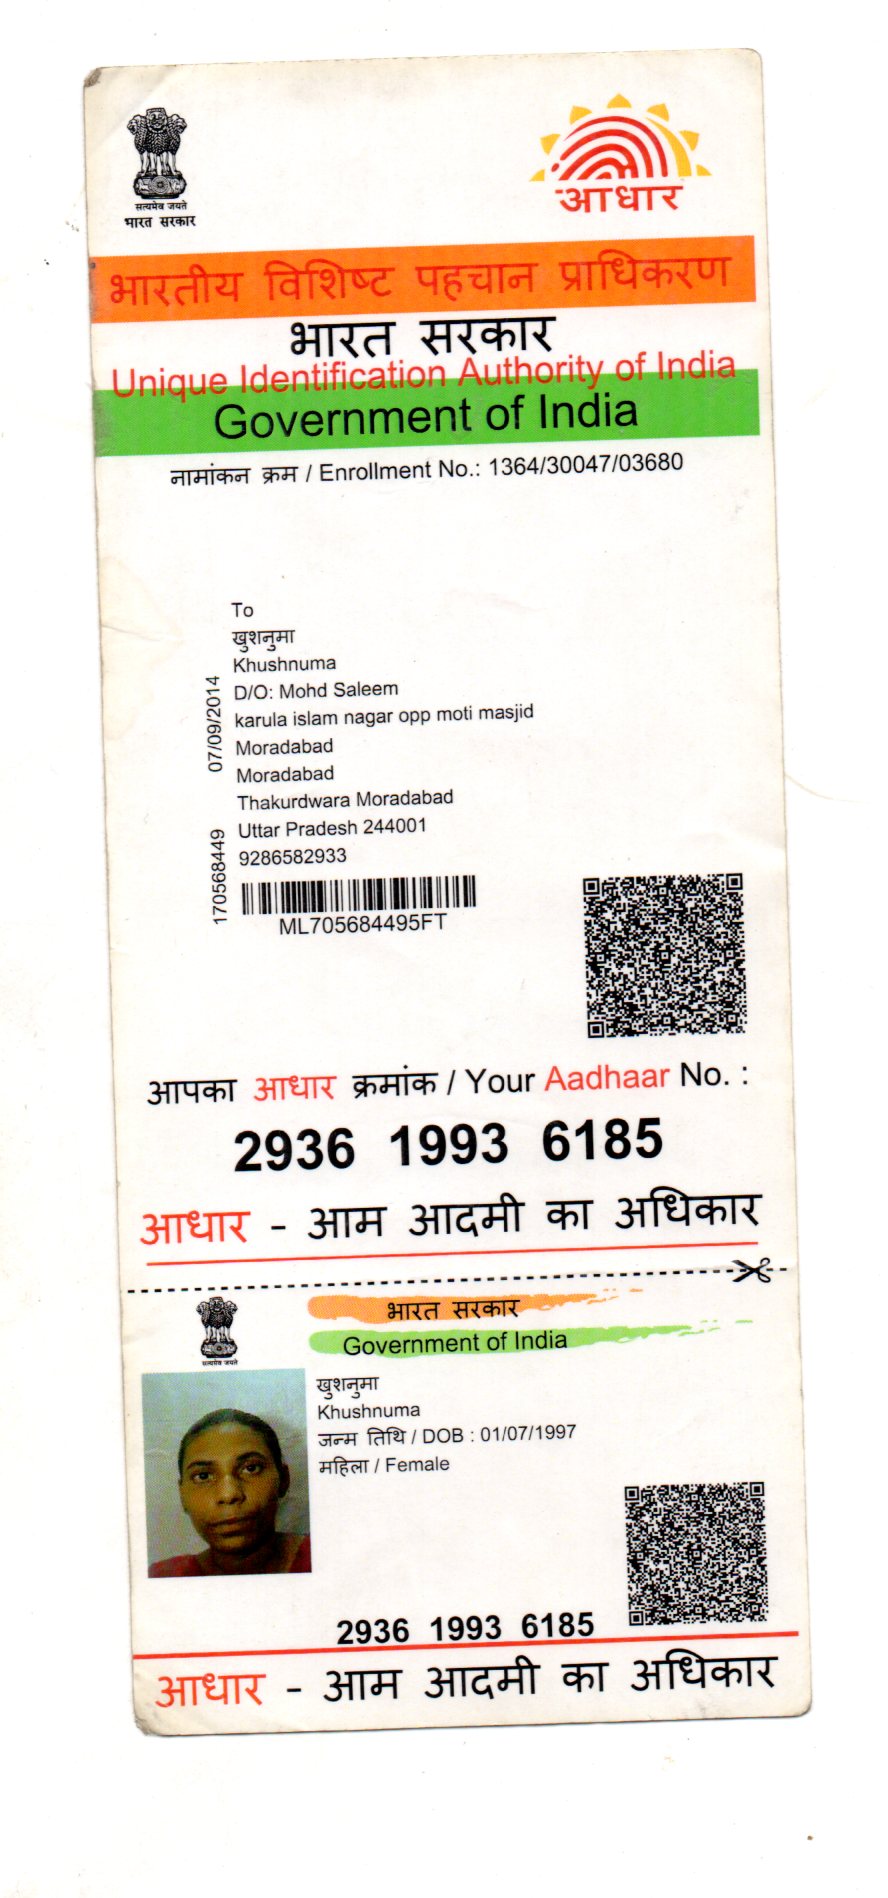 सत्यमेव जयते
भारत सरकार
आधार
भारतीय विशिष्ट पहचान प्राधिकरण
भारत सरकार
Unique Identification Authority of India
Government of India
नामांकन क्रम / Enrollment No.: 1364/30047/03680
To
खुशनुमा
Khushnuma
D/O: Mohd Saleem
karula islam nagar opp moti masjid
Moradabad
Moradabad
Thakurdwara Moradabad
Uttar Pradesh 244001
9286582933
07/09/2014
170568449
ML705684495FT
आपका आधार क्रमांक / Your Aadhaar No. :
2936 1993 6185
आधार - आम आदमी का अधिकार
सत्यमेव जयते
भारत सरकार
Government of India
खुशनुमा
Khushnuma
जन्म तिथि / DOB : 01/07/1997
महिला / Female
2936 1993 6185
आधार - आम आदमी का अधिकार